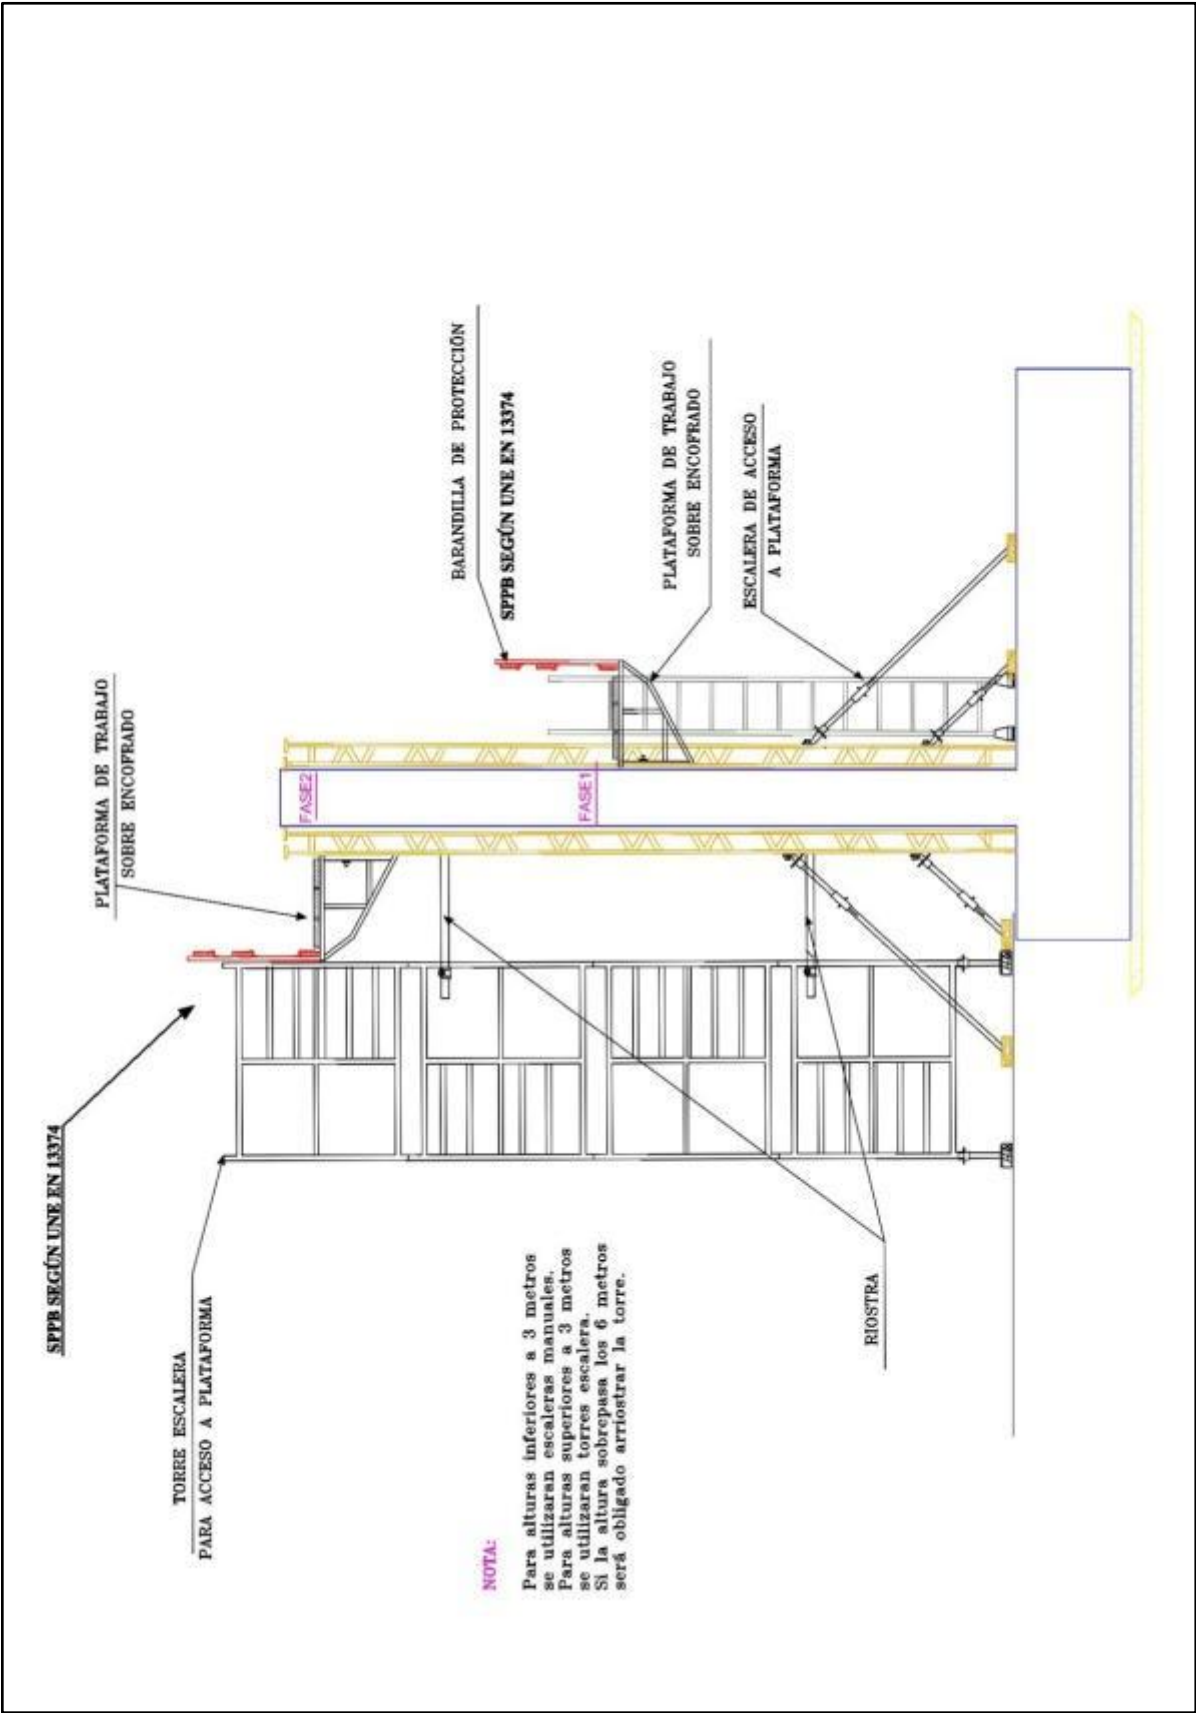 SPPB SEGÚN UNE EN 13374
TORRE ESCALERA
PARA ACCESO A PLATAFORMA
PLATAFORMA DE TRABAJO
SOBRE ENCOFRADO
FASE2
FASE1
BARANDILLA DE PROTECCIÓN
SPPB SEGÚN UNE EN 13374
PLATAFORMA DE TRABAJO
SOBRE ENCOFRADO
ESCALERA DE ACCESO
A PLATAFORMA
NOTA:
Para alturas inferiores a 3 metros
se utilizaran escaleras manuales.
Para alturas superiores a 3 metros
se utilizaran torres escalera.
Si la altura sobrepasa los 6 metros
será obligado arriostrar la torre.
RIOSTRA